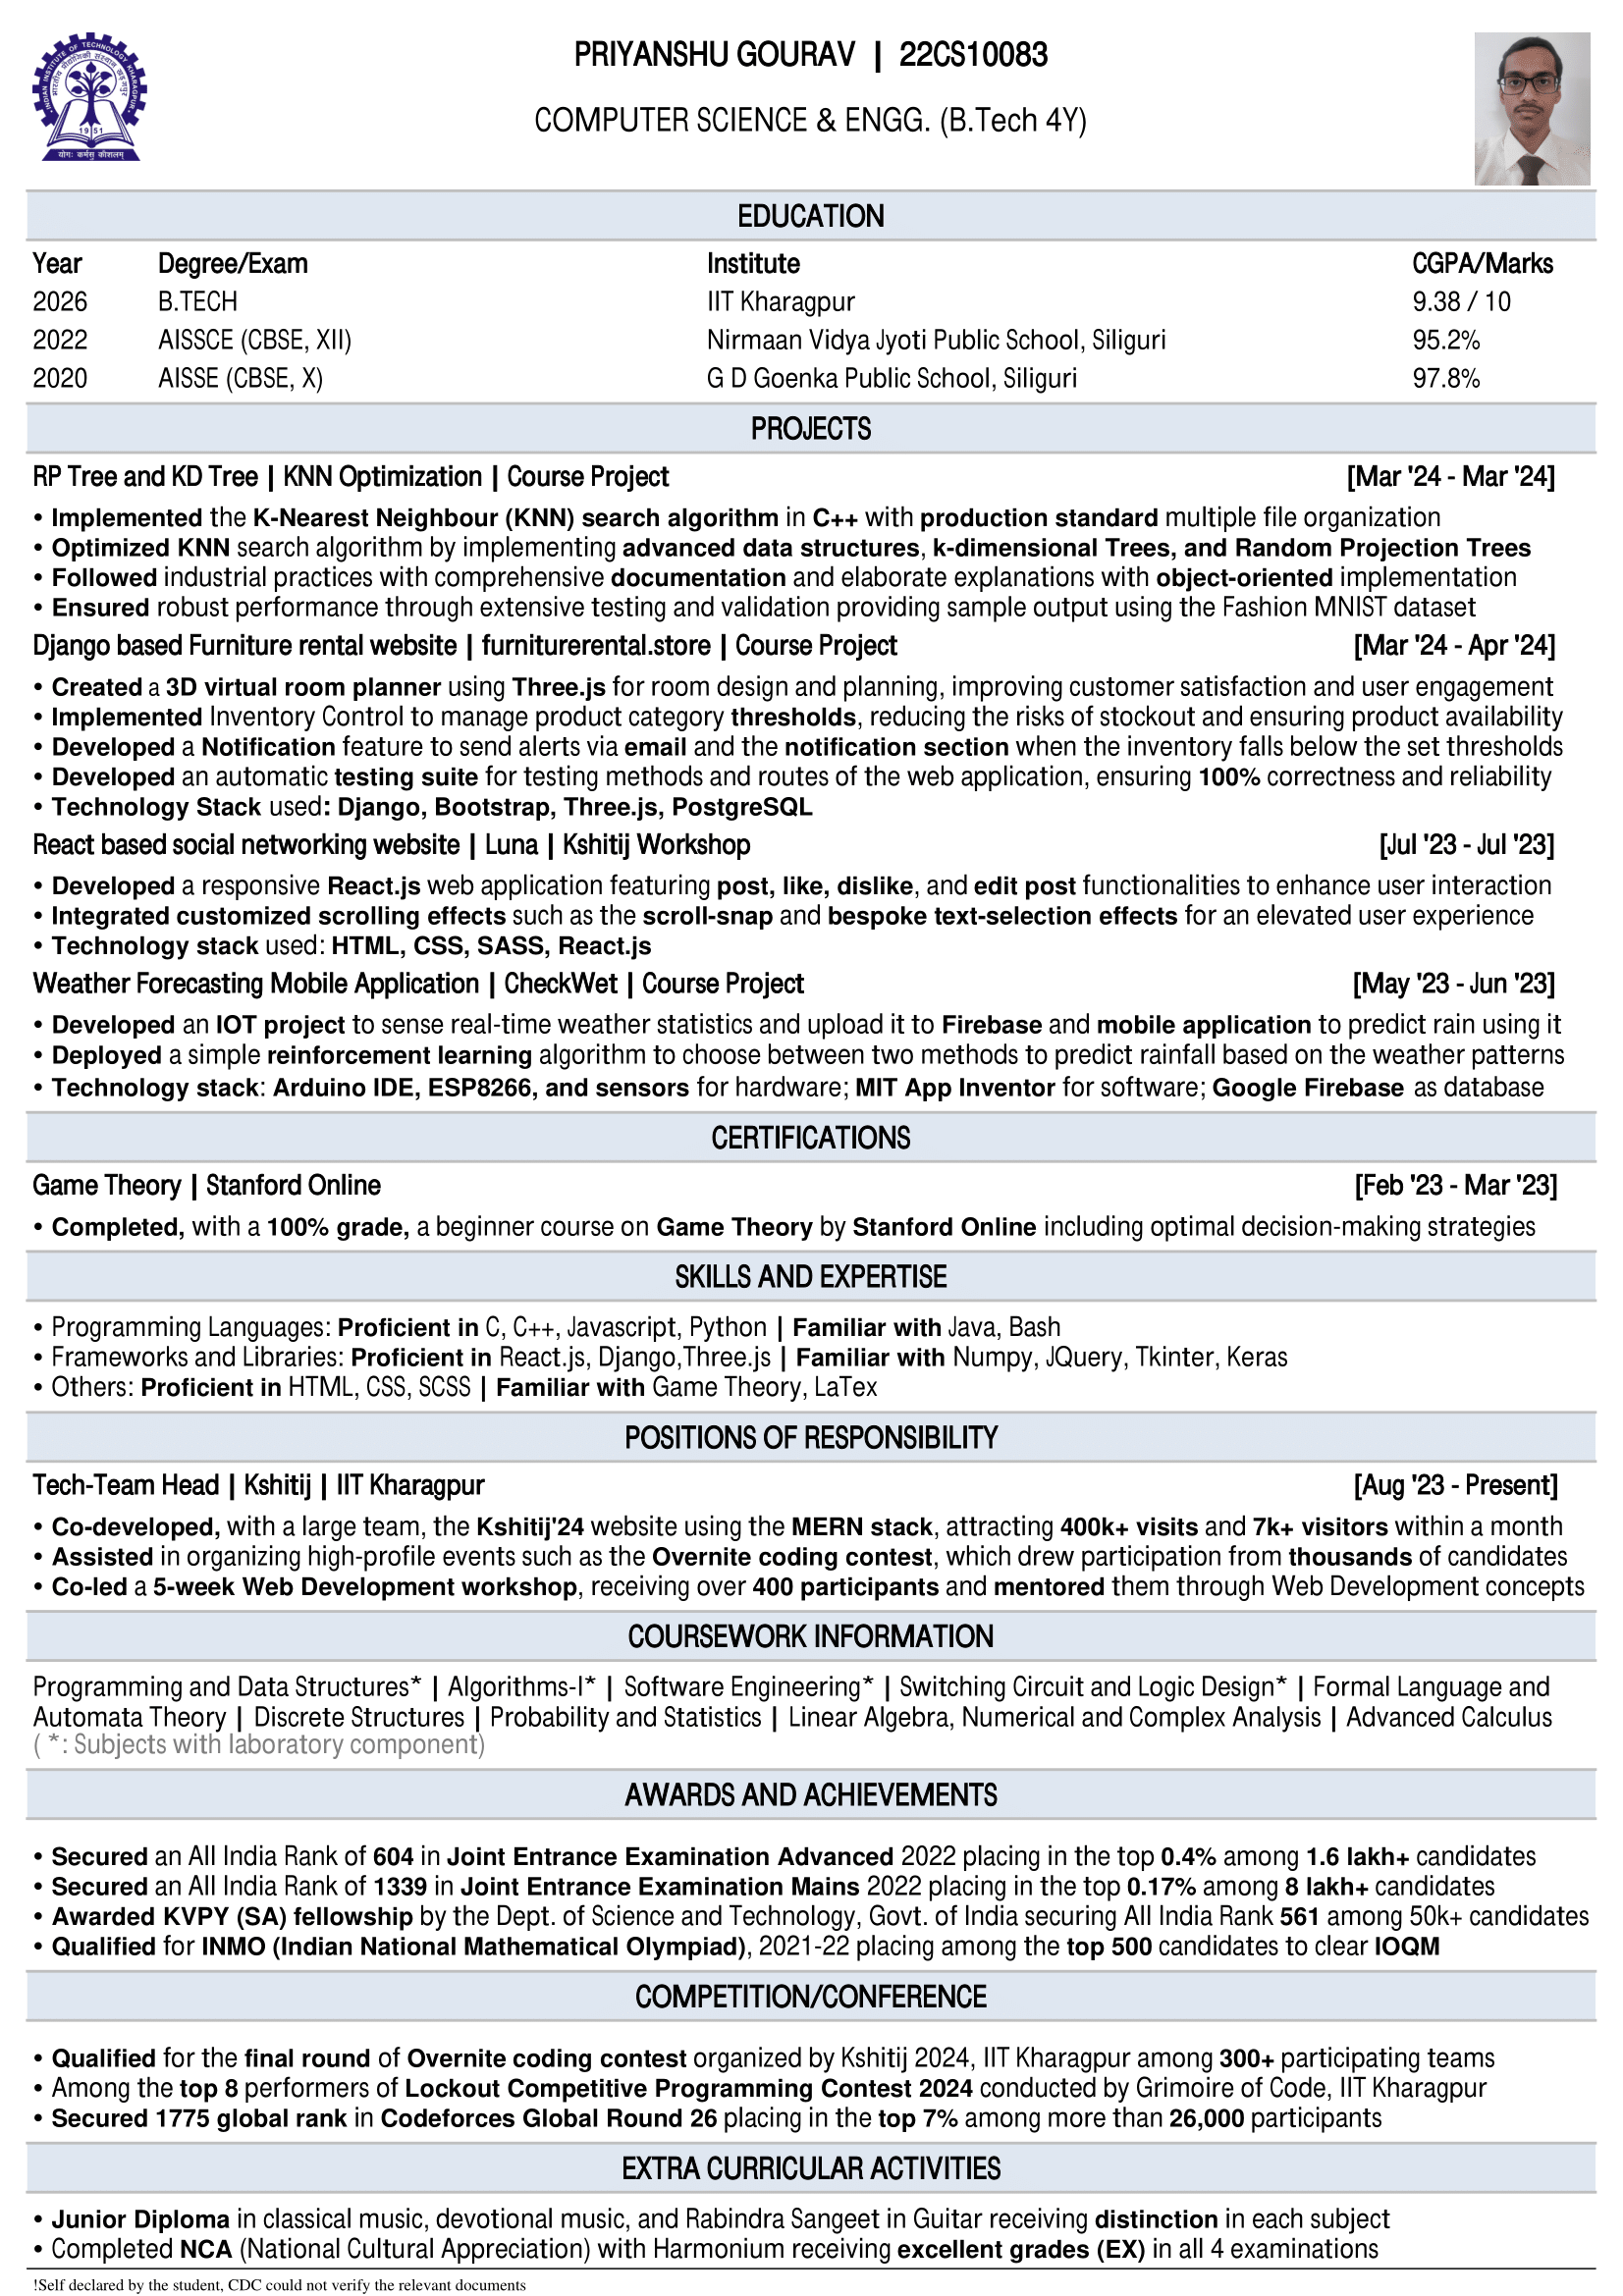 INDIAN INSTITUTE OF TECHNOLOGY KHARAGPUR
भारतीय प्रौद्योगिकी संस्थान खड़गपुर
1951
योगः कर्मसु कौशलम्
PRIYANSHU GOURAV | 22CS10083
COMPUTER SCIENCE & ENGG. (B.Tech 4Y)
EDUCATION
Year Degree/Exam Institute CGPA/Marks
2026 B.TECH IIT Kharagpur 9.38 / 10
2022 AISSCE (CBSE, XII) Nirmaan Vidya Jyoti Public School, Siliguri 95.2%
2020 AISSE (CBSE, X) G D Goenka Public School, Siliguri 97.8%
PROJECTS
RP Tree and KD Tree | KNN Optimization | Course Project [Mar '24 - Mar '24]
• Implemented the K-Nearest Neighbour (KNN) search algorithm in C++ with production standard multiple file organization
• Optimized KNN search algorithm by implementing advanced data structures, k-dimensional Trees, and Random Projection Trees
• Followed industrial practices with comprehensive documentation and elaborate explanations with object-oriented implementation
• Ensured robust performance through extensive testing and validation providing sample output using the Fashion MNIST dataset
Django based Furniture rental website | furniturerental.store | Course Project [Mar '24 - Apr '24]
• Created a 3D virtual room planner using Three.js for room design and planning, improving customer satisfaction and user engagement
• Implemented Inventory Control to manage product category thresholds, reducing the risks of stockout and ensuring product availability
• Developed a Notification feature to send alerts via email and the notification section when the inventory falls below the set thresholds
• Developed an automatic testing suite for testing methods and routes of the web application, ensuring 100% correctness and reliability
• Technology Stack used: Django, Bootstrap, Three.js, PostgreSQL
React based social networking website | Luna | Kshitij Workshop [Jul '23 - Jul '23]
• Developed a responsive React.js web application featuring post, like, dislike, and edit post functionalities to enhance user interaction
• Integrated customized scrolling effects such as the scroll-snap and bespoke text-selection effects for an elevated user experience
• Technology stack used: HTML, CSS, SASS, React.js
Weather Forecasting Mobile Application | CheckWet | Course Project [May '23 - Jun '23]
• Developed an IOT project to sense real-time weather statistics and upload it to Firebase and mobile application to predict rain using it
• Deployed a simple reinforcement learning algorithm to choose between two methods to predict rainfall based on the weather patterns
• Technology stack: Arduino IDE, ESP8266, and sensors for hardware; MIT App Inventor for software; Google Firebase as database
CERTIFICATIONS
Game Theory | Stanford Online [Feb '23 - Mar '23]
• Completed, with a 100% grade, a beginner course on Game Theory by Stanford Online including optimal decision-making strategies
SKILLS AND EXPERTISE
• Programming Languages: Proficient in C, C++, Javascript, Python | Familiar with Java, Bash
• Frameworks and Libraries: Proficient in React.js, Django,Three.js | Familiar with Numpy, JQuery, Tkinter, Keras
• Others: Proficient in HTML, CSS, SCSS | Familiar with Game Theory, LaTex
POSITIONS OF RESPONSIBILITY
Tech-Team Head | Kshitij | IIT Kharagpur [Aug '23 - Present]
• Co-developed, with a large team, the Kshitij'24 website using the MERN stack, attracting 400k+ visits and 7k+ visitors within a month
• Assisted in organizing high-profile events such as the Overnite coding contest, which drew participation from thousands of candidates
• Co-led a 5-week Web Development workshop, receiving over 400 participants and mentored them through Web Development concepts
COURSEWORK INFORMATION
Programming and Data Structures* | Algorithms-I* | Software Engineering* | Switching Circuit and Logic Design* | Formal Language and
Automata Theory | Discrete Structures | Probability and Statistics | Linear Algebra, Numerical and Complex Analysis | Advanced Calculus
( *: Subjects with laboratory component)
AWARDS AND ACHIEVEMENTS
• Secured an All India Rank of 604 in Joint Entrance Examination Advanced 2022 placing in the top 0.4% among 1.6 lakh+ candidates
• Secured an All India Rank of 1339 in Joint Entrance Examination Mains 2022 placing in the top 0.17% among 8 lakh+ candidates
• Awarded KVPY (SA) fellowship by the Dept. of Science and Technology, Govt. of India securing All India Rank 561 among 50k+ candidates
• Qualified for INMO (Indian National Mathematical Olympiad), 2021-22 placing among the top 500 candidates to clear IOQM
COMPETITION/CONFERENCE
• Qualified for the final round of Overnite coding contest organized by Kshitij 2024, IIT Kharagpur among 300+ participating teams
• Among the top 8 performers of Lockout Competitive Programming Contest 2024 conducted by Grimoire of Code, IIT Kharagpur
• Secured 1775 global rank in Codeforces Global Round 26 placing in the top 7% among more than 26,000 participants
EXTRA CURRICULAR ACTIVITIES
• Junior Diploma in classical music, devotional music, and Rabindra Sangeet in Guitar receiving distinction in each subject
• Completed NCA (National Cultural Appreciation) with Harmonium receiving excellent grades (EX) in all 4 examinations
!Self declared by the student, CDC could not verify the relevant documents